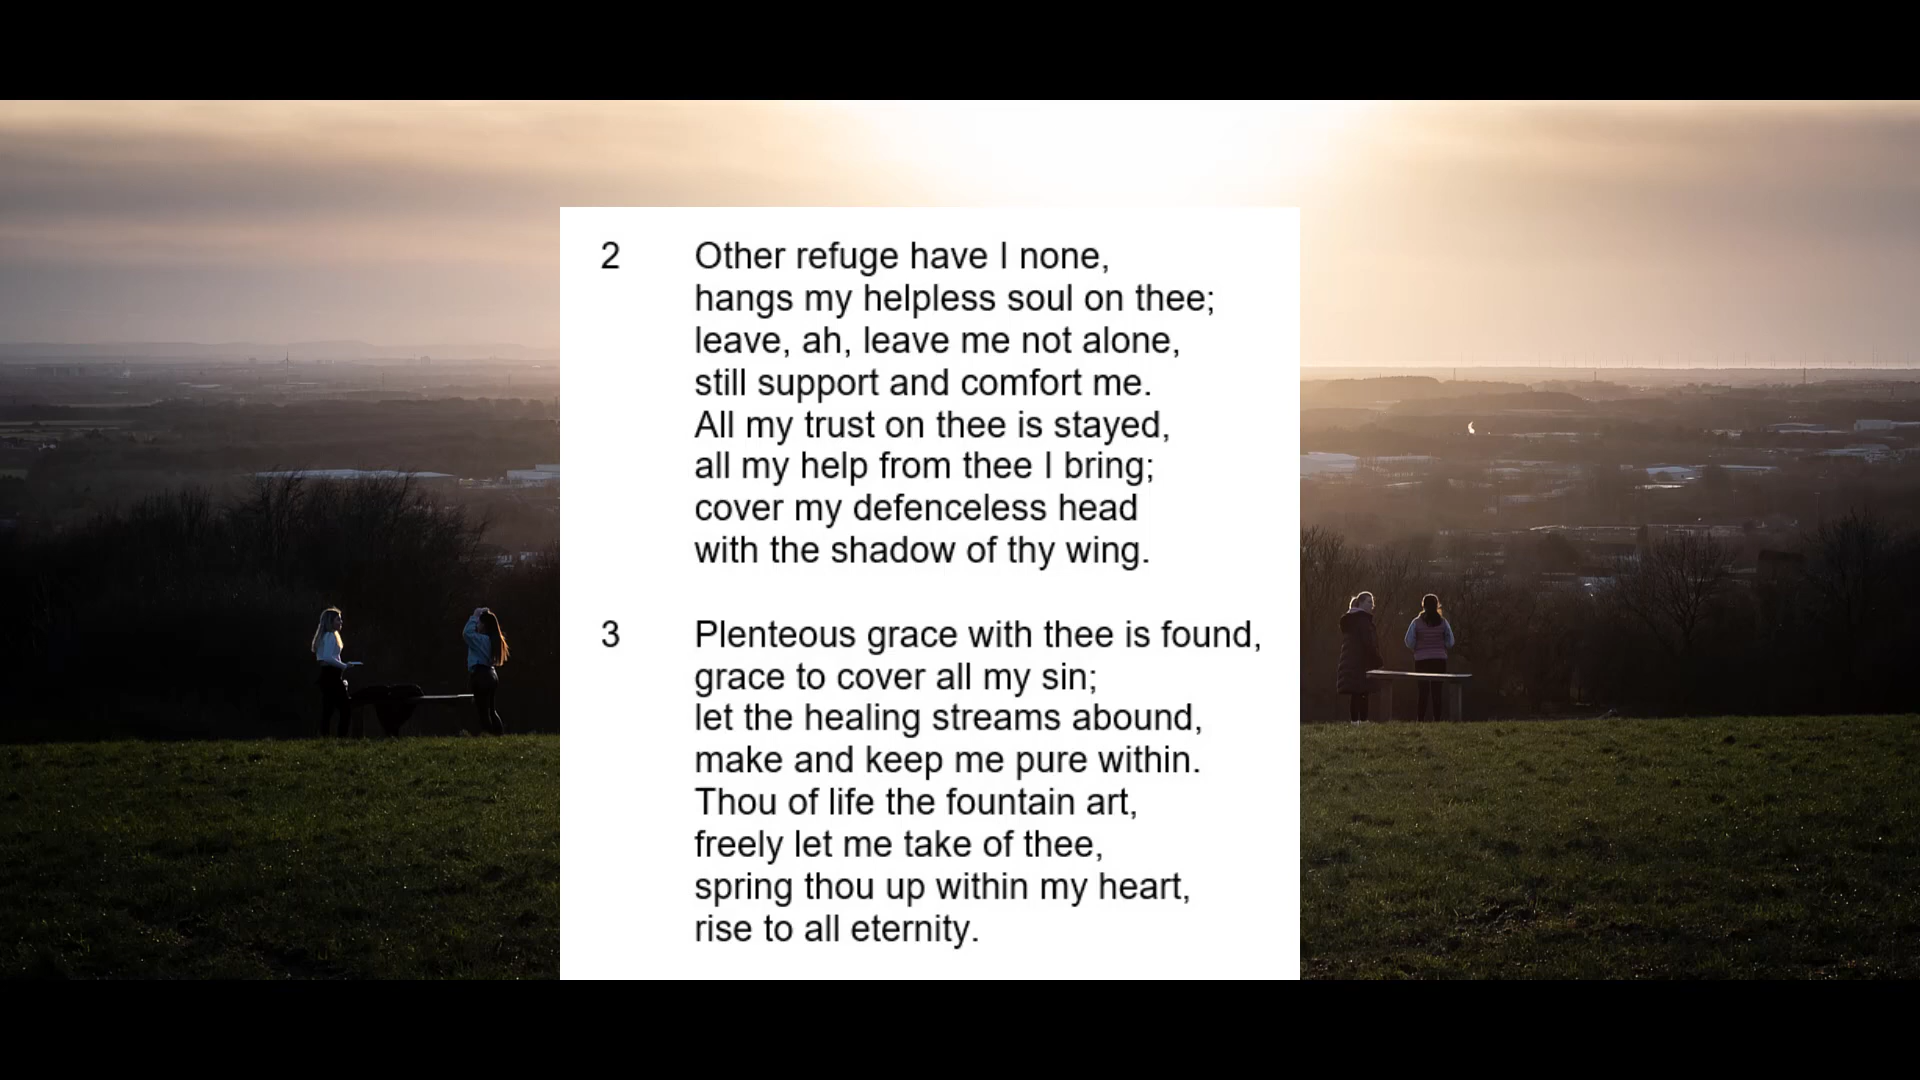 2 Other refuge have I none,
hangs my helpless soul on thee;
leave, ah, leave me not alone,
still support and comfort me.
All my trust on thee is stayed,
all my help from thee I bring;
cover my defenceless head
with the shadow of thy wing.
3 Plenteous grace with thee is found,
grace to cover all my sin;
let the healing streams abound,
make and keep me pure within.
Thou of life the fountain art,
freely let me take of thee,
spring thou up within my heart,
rise to all eternity.